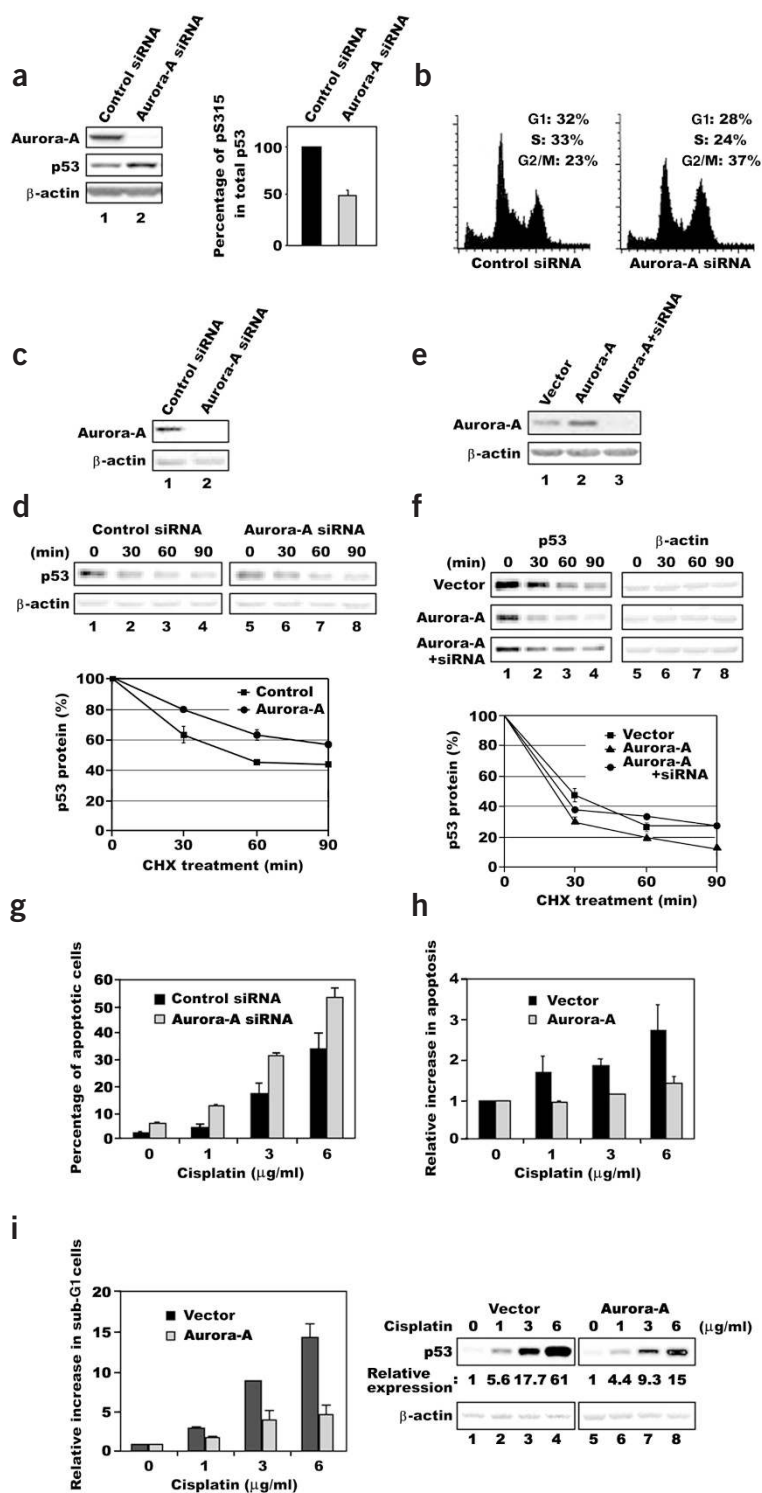 a
Control siRNA
Aurora-A siRNA
Aurora-A
p53
β-actin
1 2
Control siRNA
Aurora-A siRNA
Percentage of pS315
in total p53
100
50
0
b
G1: 32%
S: 33%
G2/M: 23%
Control siRNA
G1: 28%
S: 24%
G2/M: 37%
Aurora-A siRNA
c
Control siRNA
Aurora-A siRNA
Aurora-A
β-actin
1 2
e
Vector
Aurora-A
Aurora-A+siRNA
Aurora-A
β-actin
1 2 3
d
Control siRNA Aurora-A siRNA
(min) 0 30 60 90 0 30 60 90
p53
β-actin
1 2 3 4 5 6 7 8
p53 protein (%)
100
80
60
40
20
0
Control
Aurora-A
0 30 60 90
CHX treatment (min)
f
p53 β-actin
(min) 0 30 60 90 0 30 60 90
Vector
Aurora-A
Aurora-A
+siRNA
1 2 3 4 5 6 7 8
p53 protein (%)
100
80
60
40
20
0
Vector
Aurora-A
Aurora-A
+siRNA
0 30 60 90
CHX treatment (min)
g
Percentage of apoptotic cells
60
50
40
30
20
10
0
Control siRNA
Aurora-A siRNA
0 1 3 6
Cisplatin (μg/ml)
h
Relative increase in apoptosis
4
3
2
1
0
Vector
Aurora-A
0 1 3 6
Cisplatin (μg/ml)
i
Relative increase in sub-G1 cells
20
15
10
5
0
Vector
Aurora-A
0 1 3 6
Cisplatin (μg/ml)
Vector Aurora-A
Cisplatin 0 1 3 6 0 1 3 6 (μg/ml)
p53
Relative
expression : 1 5.6 17.7 61 1 4.4 9.3 15
β-actin
1 2 3 4 5 6 7 8